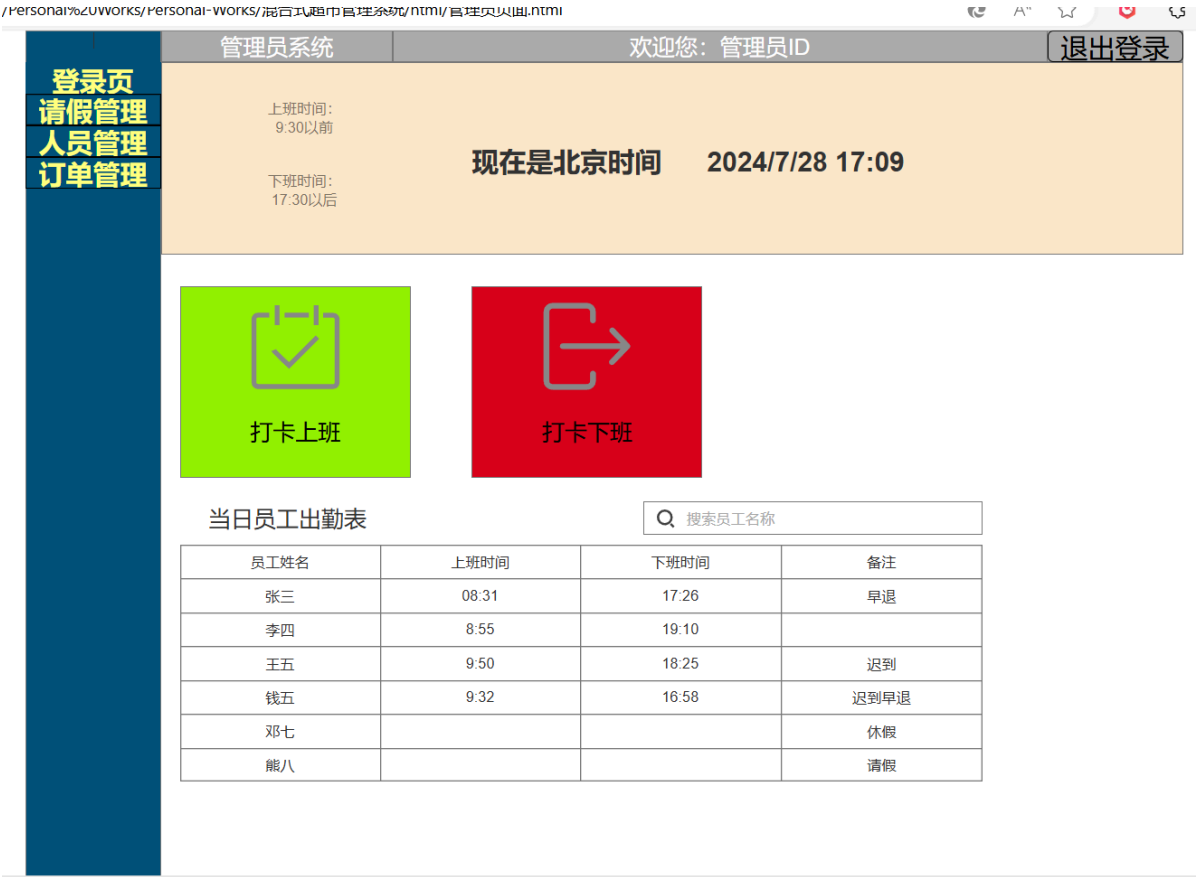 /Personal%20Works/Personal-Works/混合式超市管理系统/html/管理员页面.html
管理员系统 欢迎您：管理员ID 退出登录
登录页
请假管理
人员管理
订单管理
上班时间：
9:30以前
下班时间：
17:30以后
现在是北京时间 2024/7/28 17:09
打卡上班 打卡下班
当日员工出勤表 搜索员工名称
员工姓名 上班时间 下班时间 备注
张三 08:31 17:26 早退
李四 8:55 19:10
王五 9:50 18:25 迟到
钱五 9:32 16:58 迟到早退
邓七 休假
熊八 请假